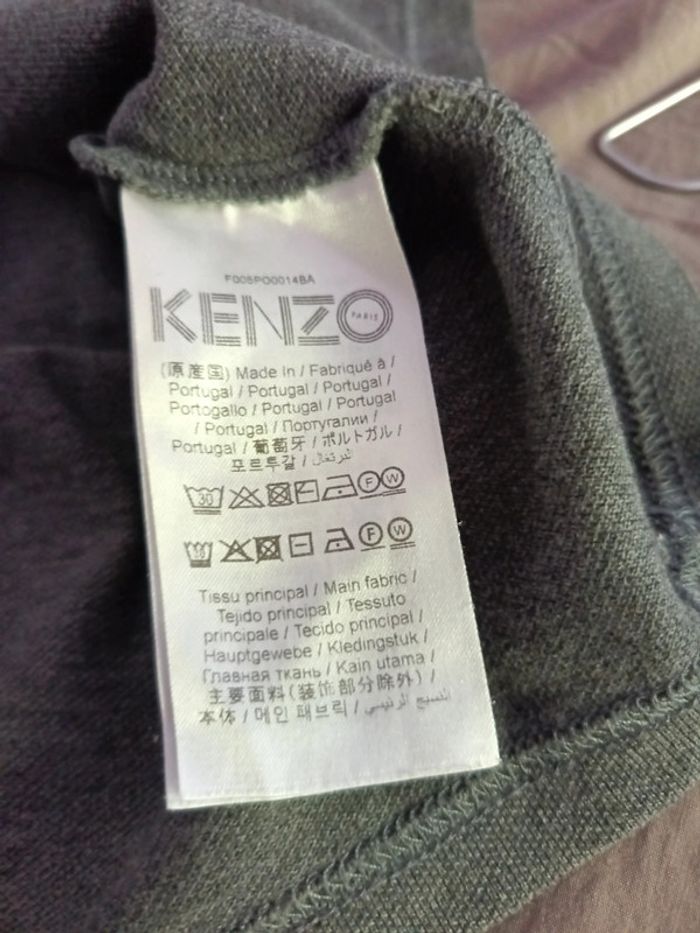 F005PO0014BA
KENZO
PARIS
(原産国) Made In / Fabriqué à /
Portugal / Portugal / Portugal /
Portogallo / Portugal / Portugal
/ Portugal / Португалии /
Portugal / 葡萄牙 / ポルトガル /
포르투갈 / البرتغال
30
F W
F W
Tissu principal / Main fabric /
Tejido principal / Tessuto
principale / Tecido principal /
Hauptgewebe / Kledingstuk /
Главная ткань / Kain utama /
主要面料(装饰部分除外) /
本体 / 메인 패브릭 / النسيج الرئيسي